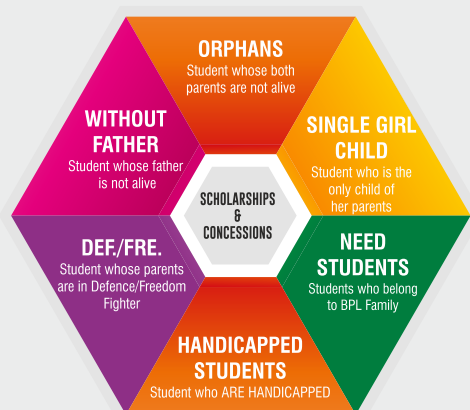 ORPHANS
Student whose both
parents are not alive
WITHOUT
FATHER
Student whose father
is not alive
SINGLE GIRL
CHILD
Student who is the
only child of
her parents
SCHOLARSHIPS
&
CONCESSIONS
DEF./FRE.
Student whose parents
are in Defence/Freedom
Fighter
NEED
STUDENTS
Students who belong
to BPL Family
HANDICAPPED
STUDENTS
Student who ARE HANDICAPPED